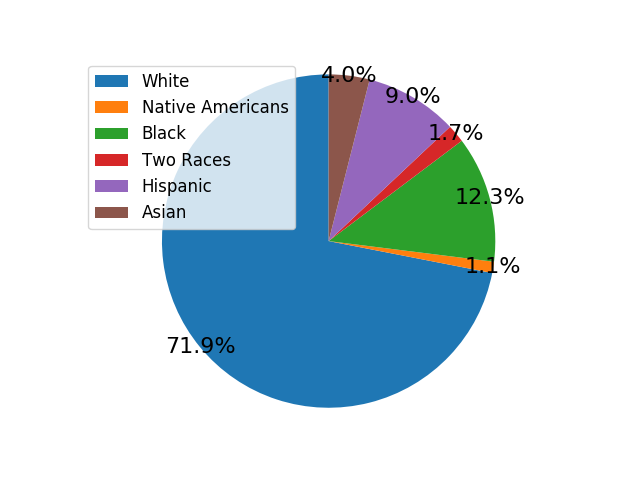 White
Native Americans
Black
Two Races
Hispanic
Asian
4.0%
9.0%
1.7%
12.3%
1.1%
71.9%